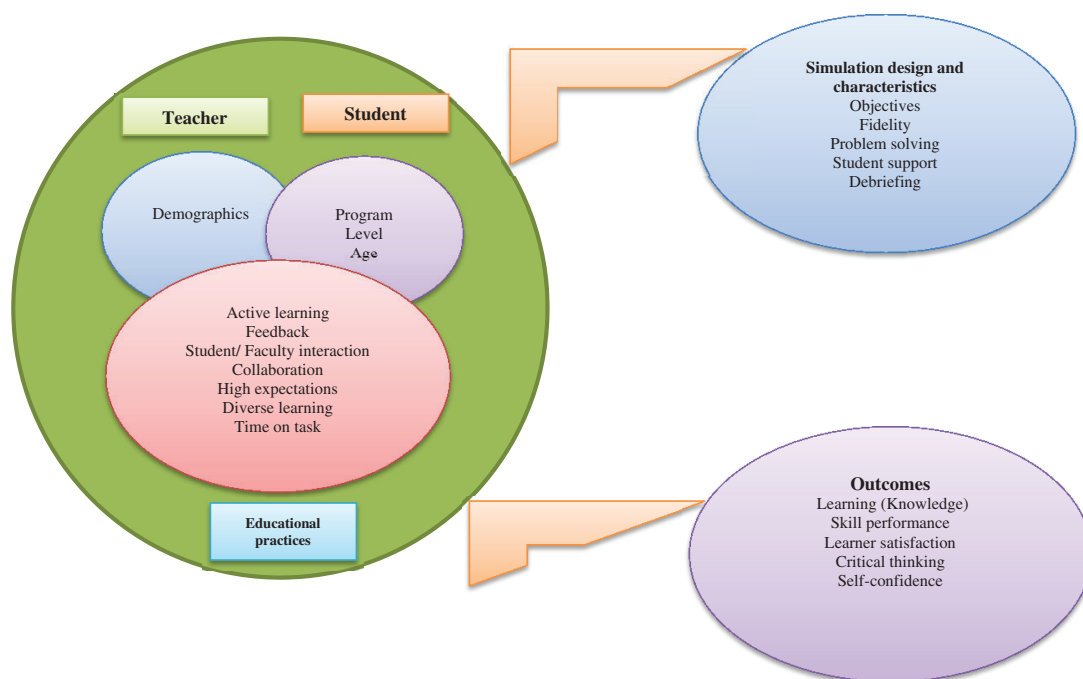 Teacher
Student
Demographics
Program
Level
Age
Active learning
Feedback
Student/ Faculty interaction
Collaboration
High expectations
Diverse learning
Time on task
Educational
practices
Simulation design and
characteristics
Objectives
Fidelity
Problem solving
Student support
Debriefing
Outcomes
Learning (Knowledge)
Skill performance
Learner satisfaction
Critical thinking
Self-confidence